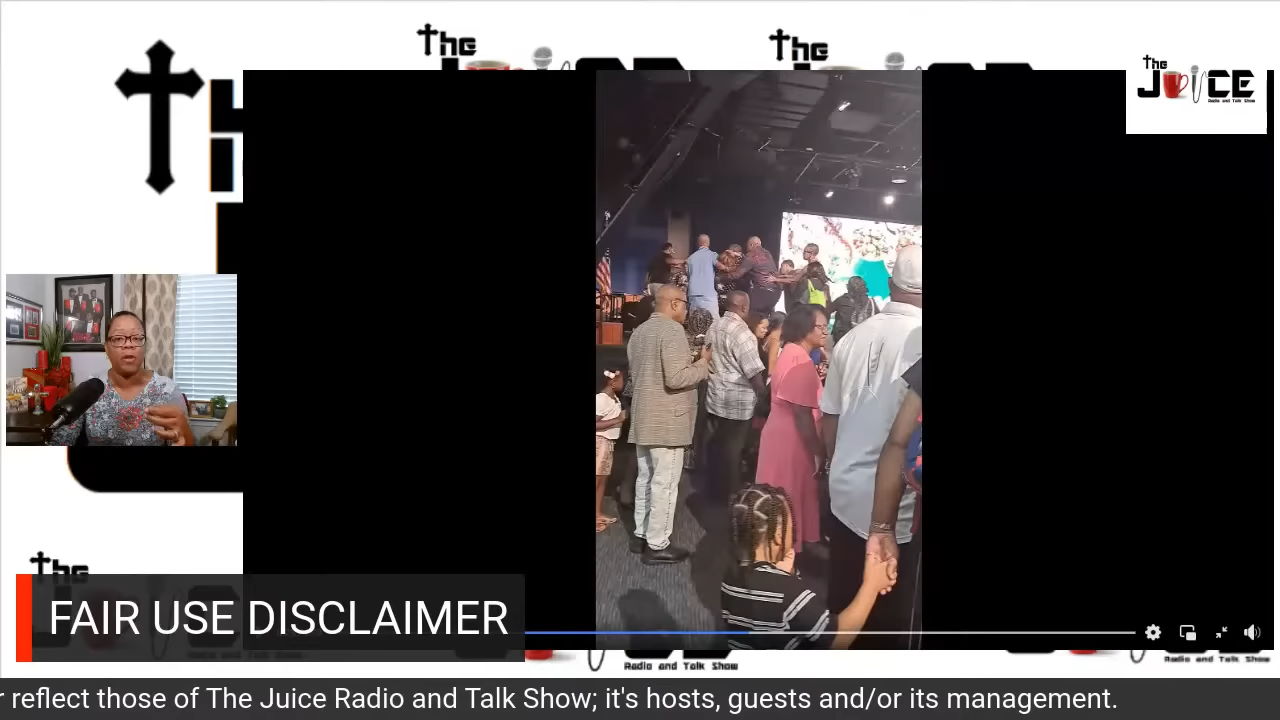 The
The
The
JUICE
Radio and Talk Show
The
FAIR USE DISCLAIMER
Radio and Talk Show
Radio and Talk Show
reflect those of The Juice Radio and Talk Show; it's hosts, guests and/or its management.